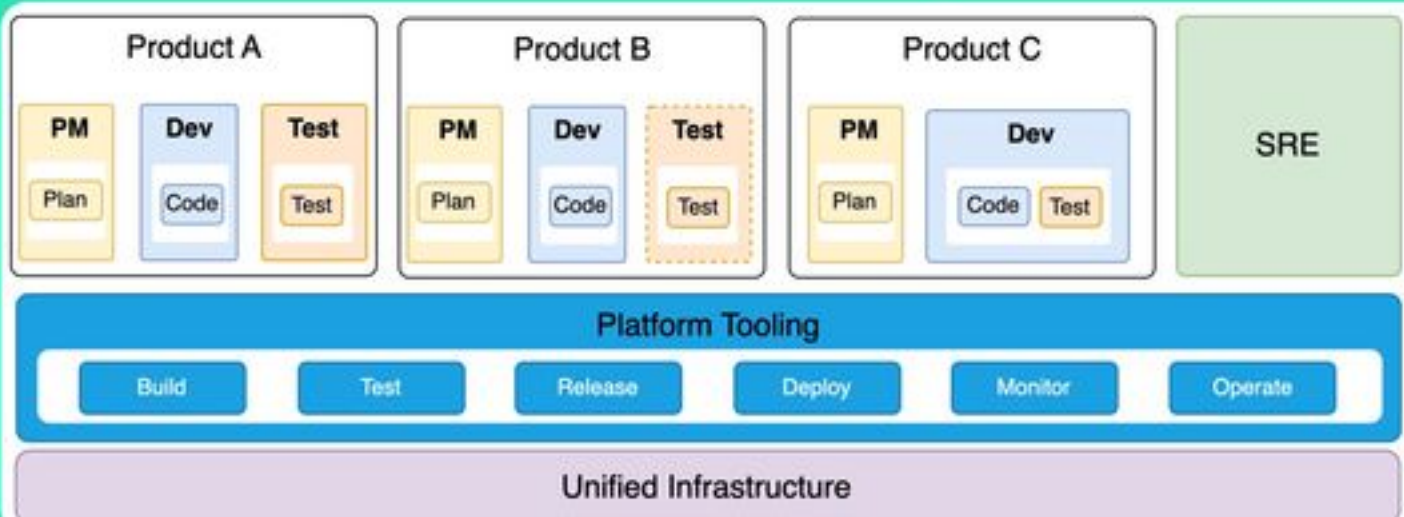 Product A
PM Dev Test
Plan Code Test
Product B
PM Dev Test
Plan Code Test
Product C
PM Dev
Plan Code Test
SRE
Platform Tooling
Build Test Release Deploy Monitor Operate
Unified Infrastructure